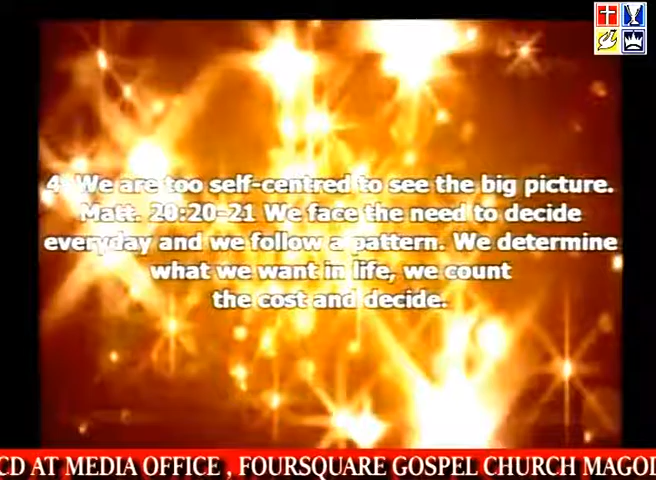 4. We are too self-centred to see the big picture.
Matt. 20:20-21 We face the need to decide
everyday and we follow a pattern. We determine
what we want in life, we count
the cost and decide.
CD AT MEDIA OFFICE , FOURSQUARE GOSPEL CHURCH MAGOD